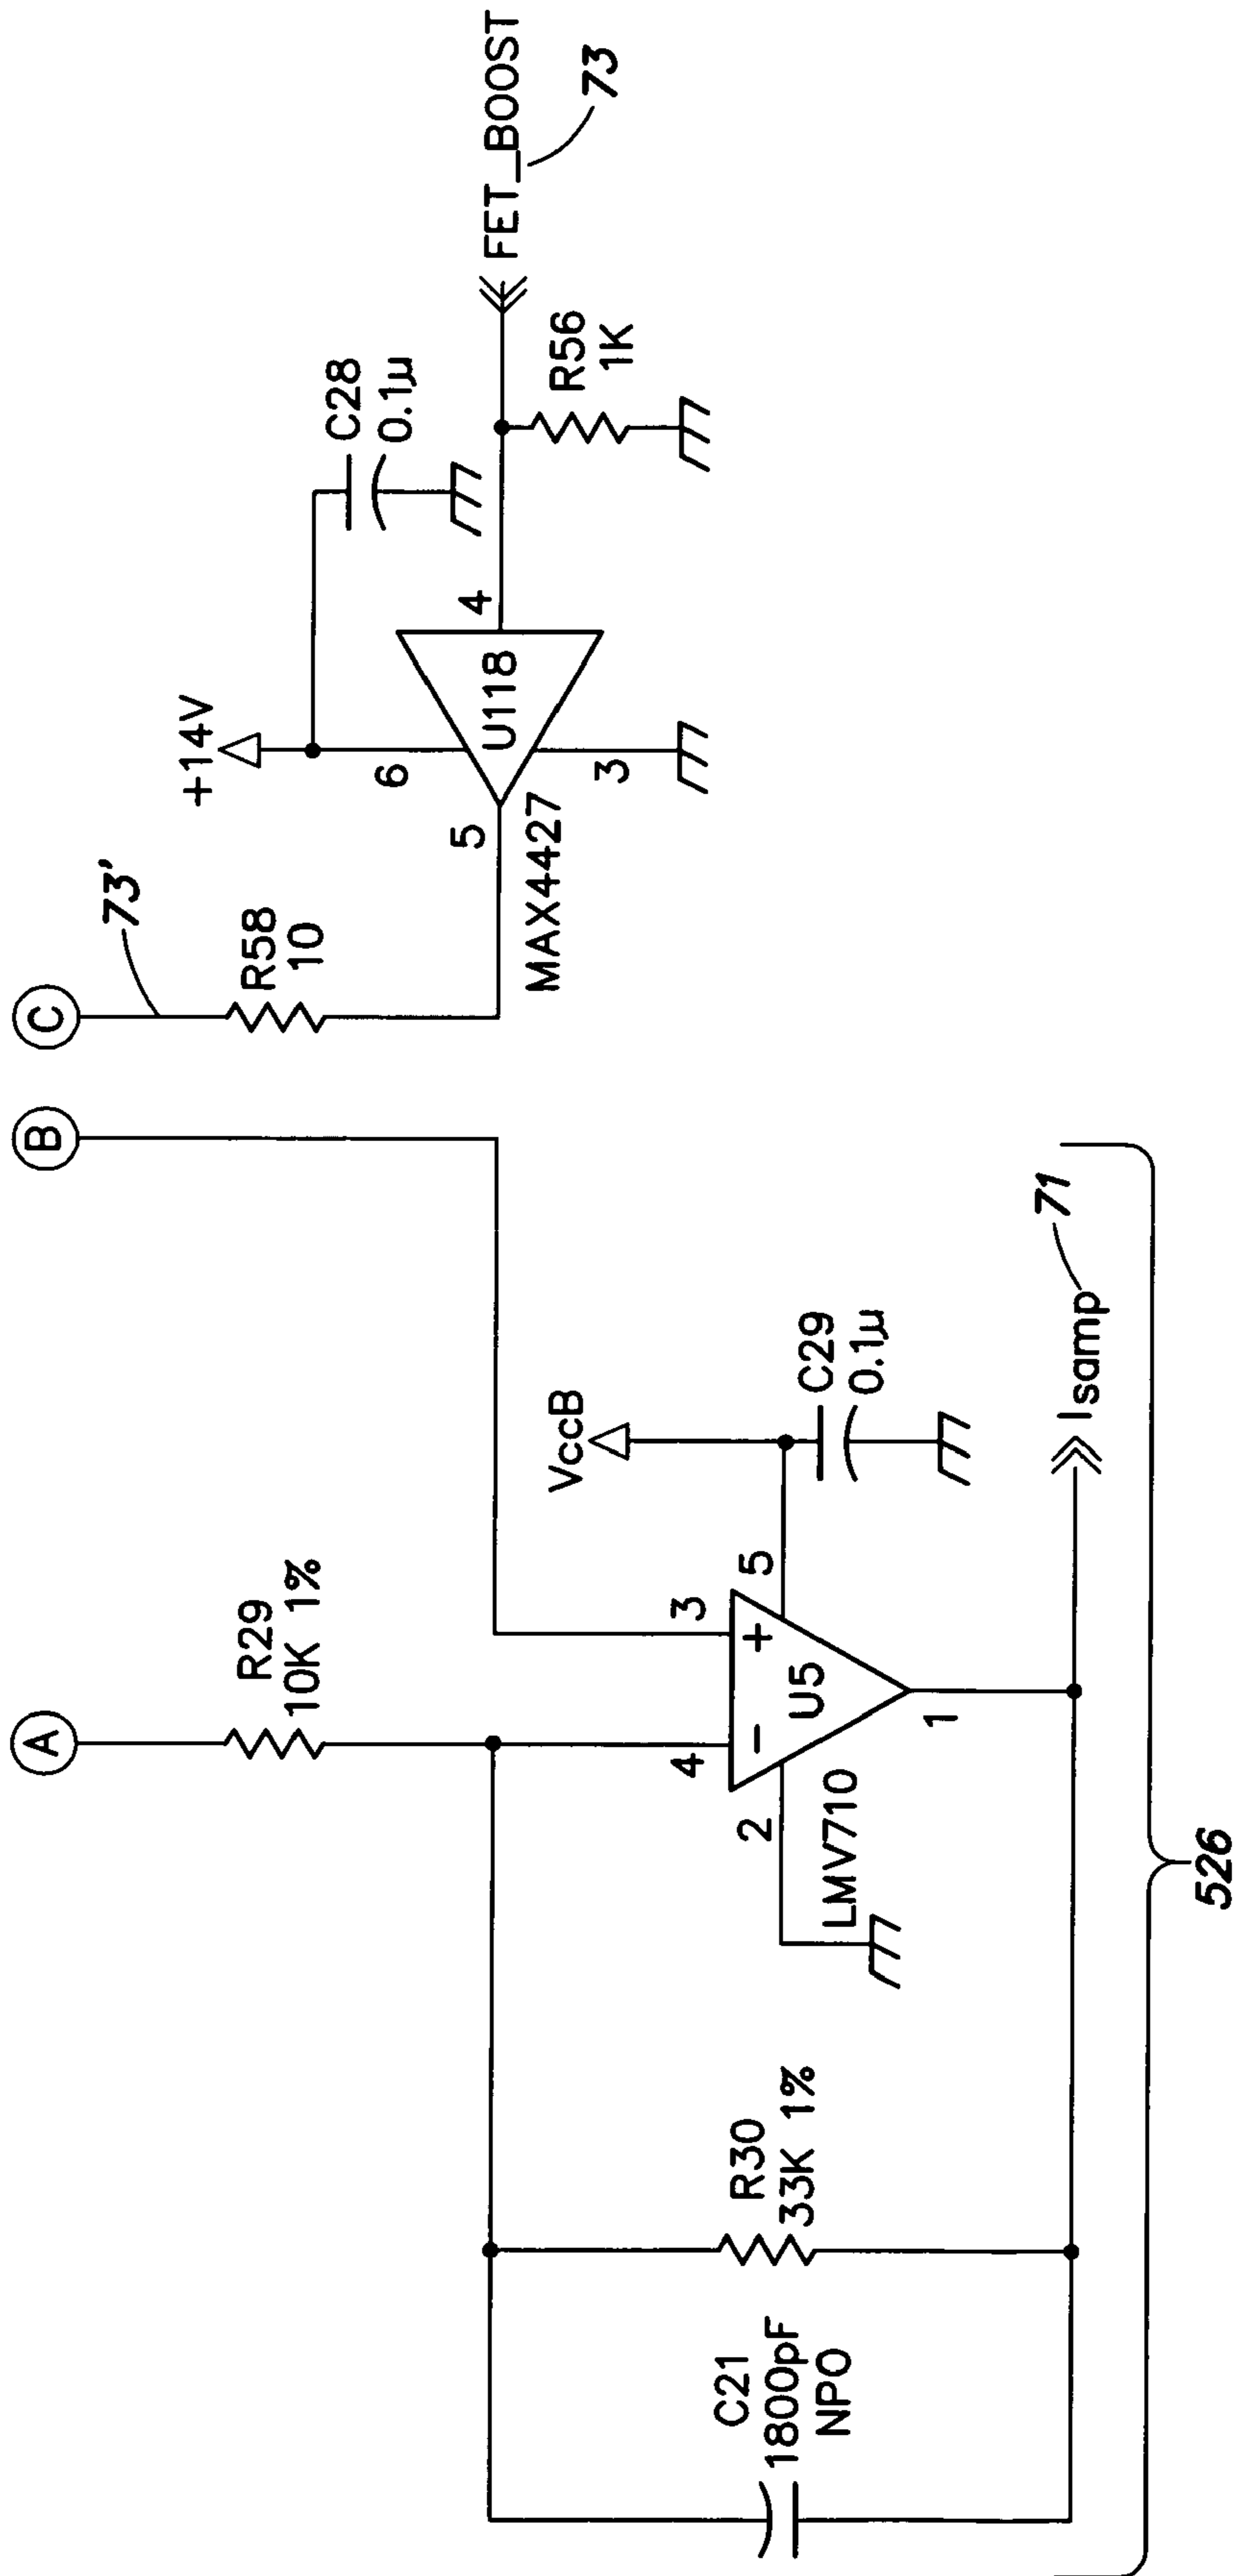 A
R29
10K 1%
B
C
73'
R58
10
+14V
C28
0.1µ
6
5
U118
4
3
MAX4427
R56
1K
FET_BOOST
73
C21
1800pF
NPO
R30
33K 1%
4
3
-
+
U5
2
5
1
LMV710
VccB
C29
0.1µ
Isamp
71
526